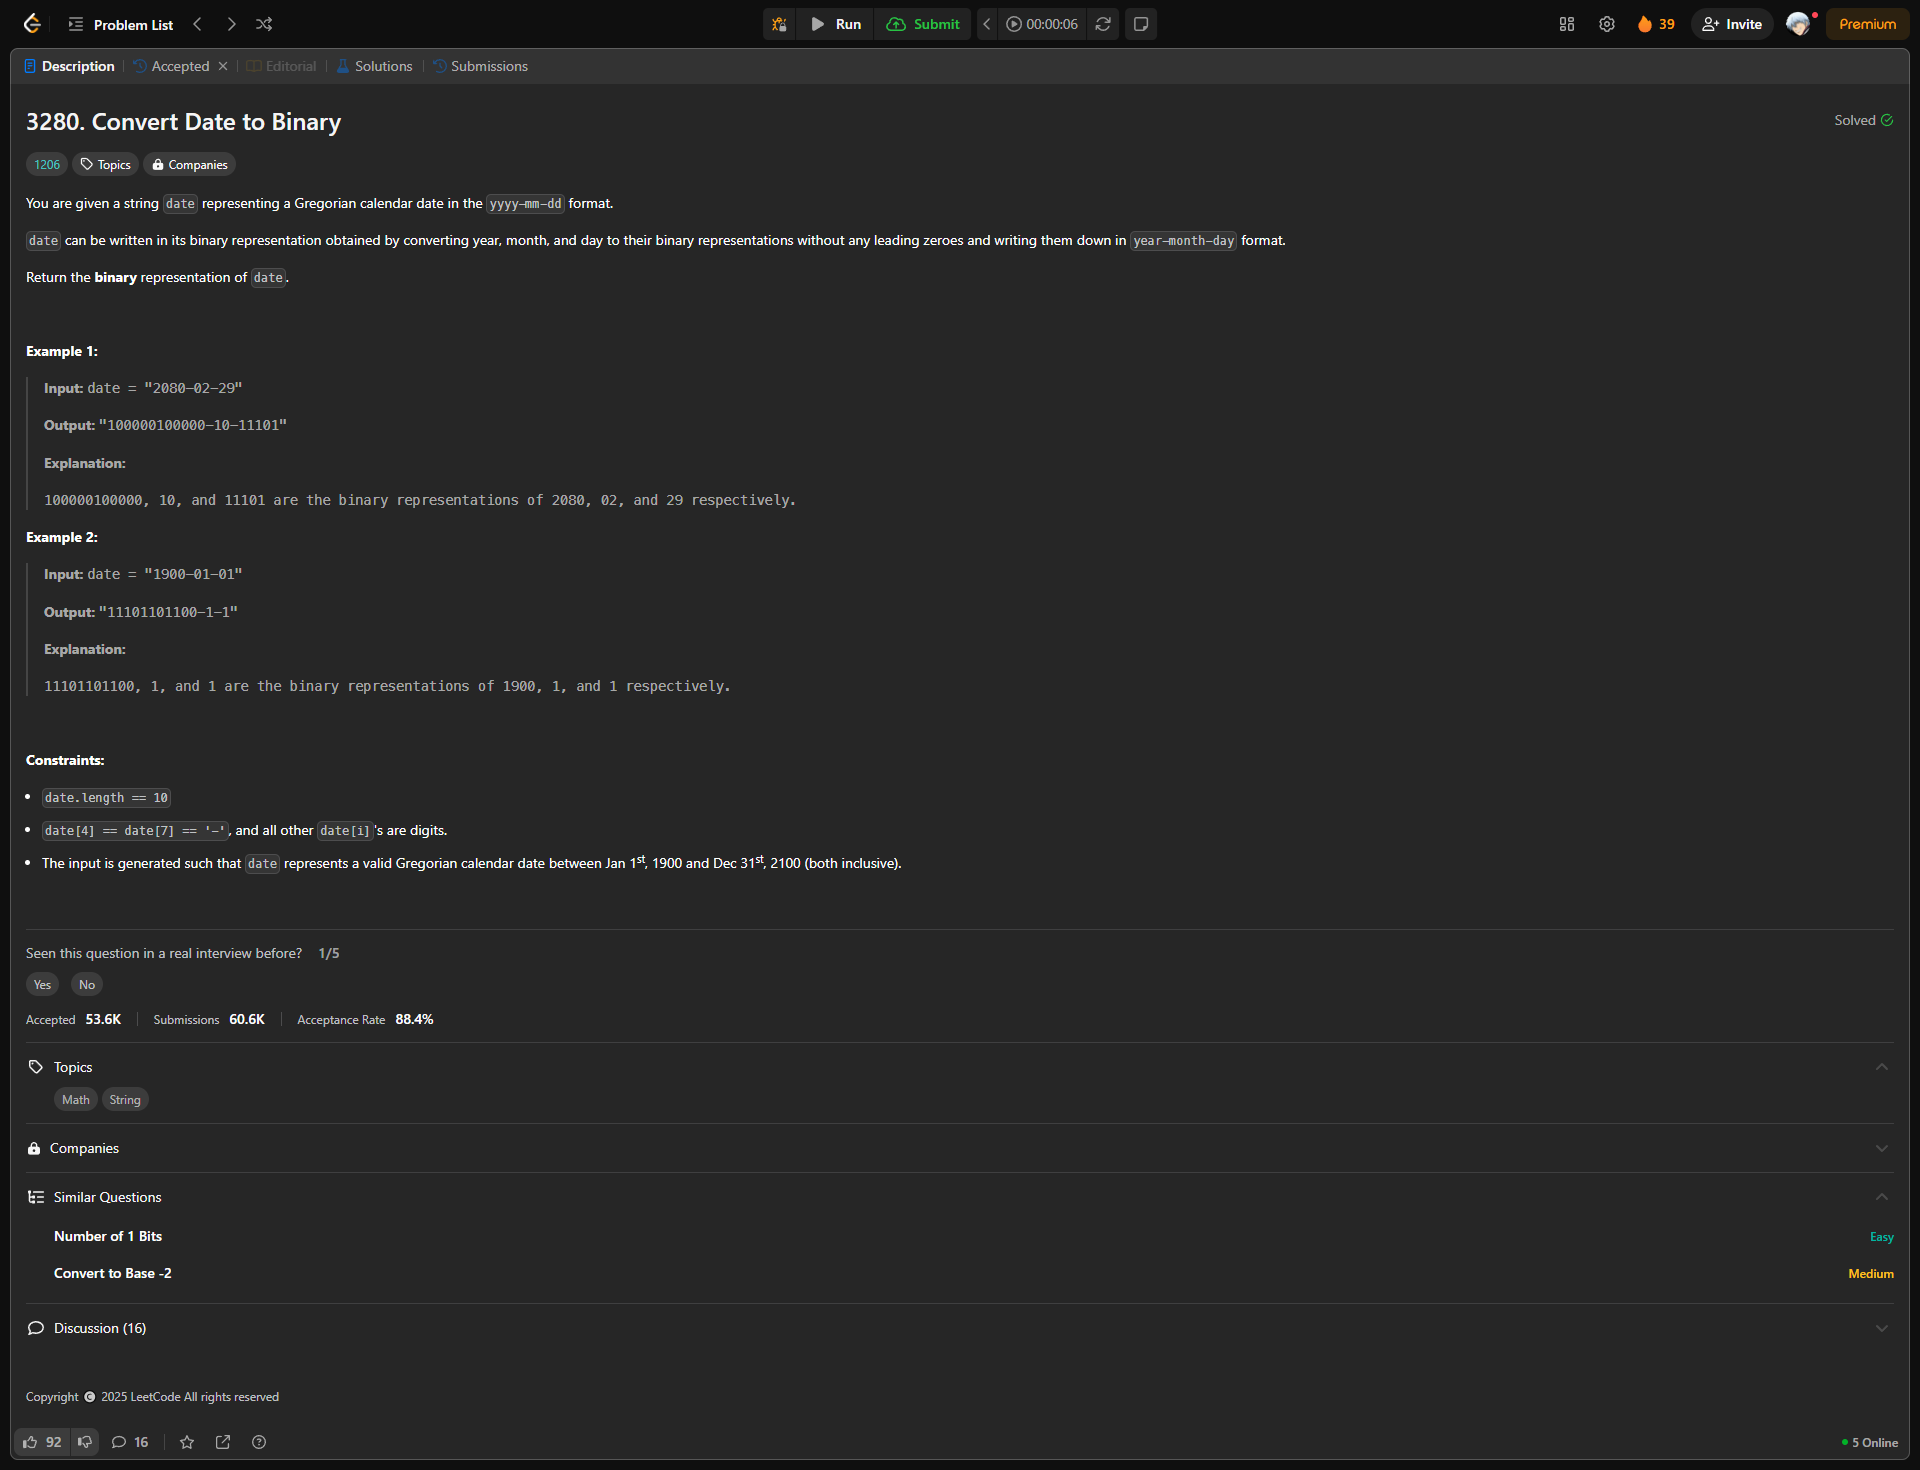 Problem List
Run
Submit
00:00:06
39
Invite
Premium
Description
Accepted
Editorial
Solutions
Submissions
3280. Convert Date to Binary
Solved
1206
Topics
Companies
You are given a string date representing a Gregorian calendar date in the yyyy-mm-dd format.
date can be written in its binary representation obtained by converting year, month, and day to their binary representations without any leading zeroes and writing them down in year-month-day format.
Return the binary representation of date.
Example 1:
Input: date = "2080-02-29"
Output: "100000100000-10-11101"
Explanation:
100000100000, 10, and 11101 are the binary representations of 2080, 02, and 29 respectively.
Example 2:
Input: date = "1900-01-01"
Output: "11101101100-1-1"
Explanation:
11101101100, 1, and 1 are the binary representations of 1900, 1, and 1 respectively.
Constraints:
• date.length == 10
• date[4] == date[7] == '-', and all other date[i]'s are digits.
• The input is generated such that date represents a valid Gregorian calendar date between Jan 1st, 1900 and Dec 31st, 2100 (both inclusive).
Seen this question in a real interview before? 1/5
Yes No
Accepted 53.6K Submissions 60.6K Acceptance Rate 88.4%
Topics
Math String
Companies
Similar Questions
Number of 1 Bits Easy
Convert to Base -2 Medium
Discussion (16)
Copyright © 2025 LeetCode All rights reserved
92 16
5 Online